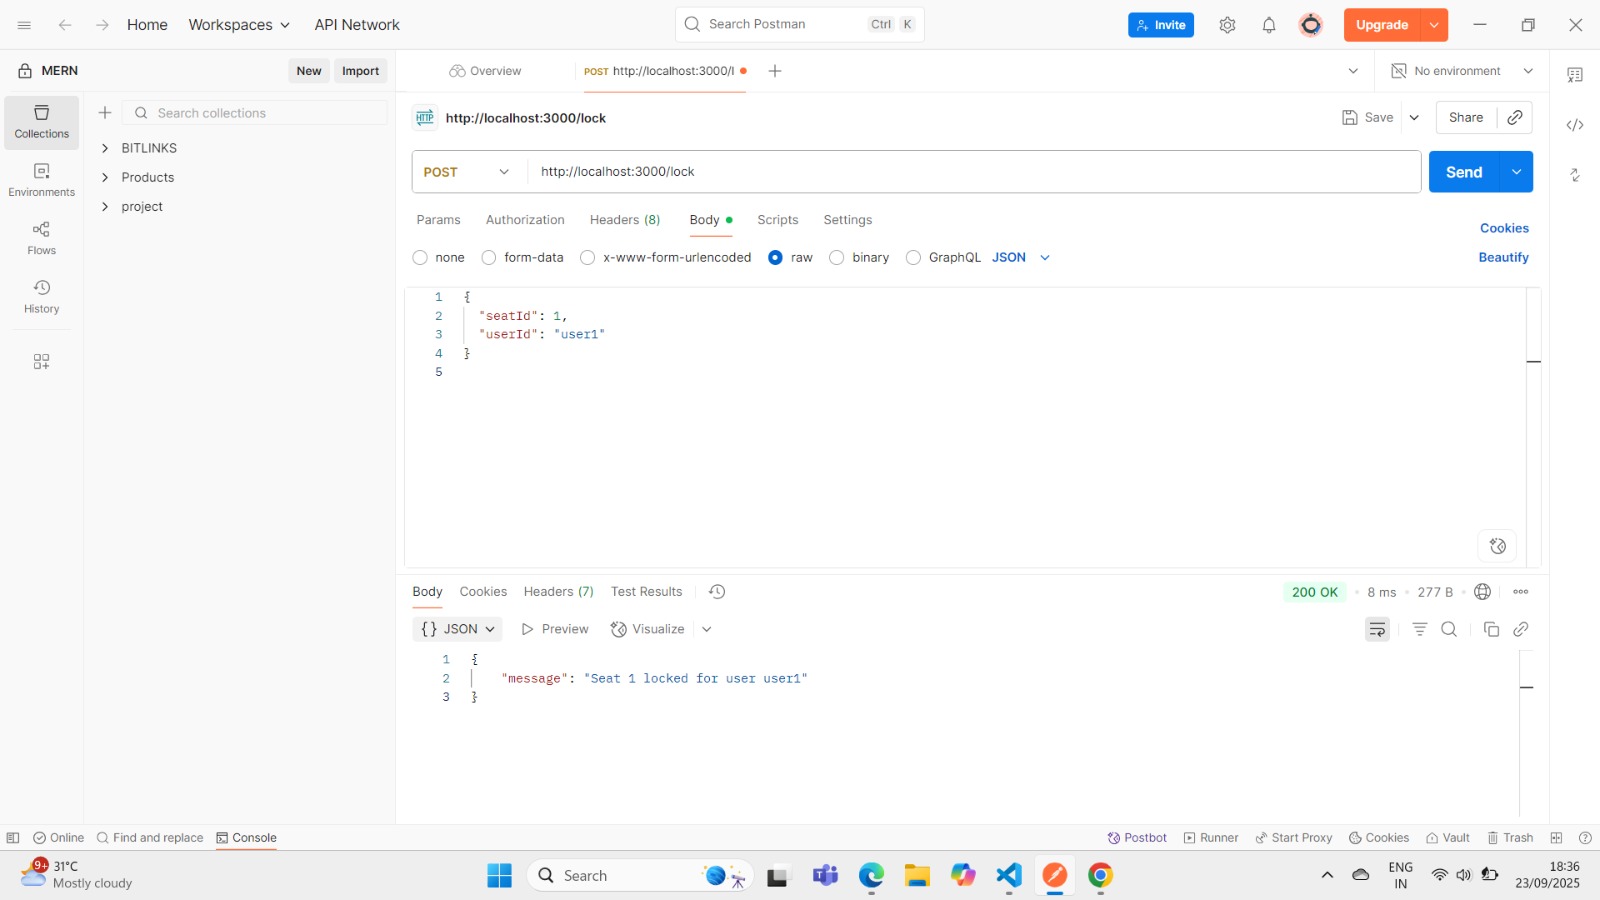 Home Workspaces API Network Search Postman Ctrl K Invite Upgrade
MERN New Import Overview POST http://localhost:3000/l No environment
Collections Search collections HTTP http://localhost:3000/lock Save Share
BITLINKS
Products
project
Environments
Flows
History
POST http://localhost:3000/lock Send
Params Authorization Headers (8) Body Scripts Settings Cookies
none form-data x-www-form-urlencoded raw binary GraphQL JSON Beautify
1 {
2 "seatId": 1,
3 "userId": "user1"
4 }
5
Body Cookies Headers (7) Test Results 200 OK • 8 ms • 277 B
{} JSON Preview Visualize
1 {
2 "message": "Seat 1 locked for user user1"
3 }
Online Find and replace Console Postbot Runner Start Proxy Cookies Vault Trash
9+ 31°C Search ENG 18:36
Mostly cloudy IN 23/09/2025